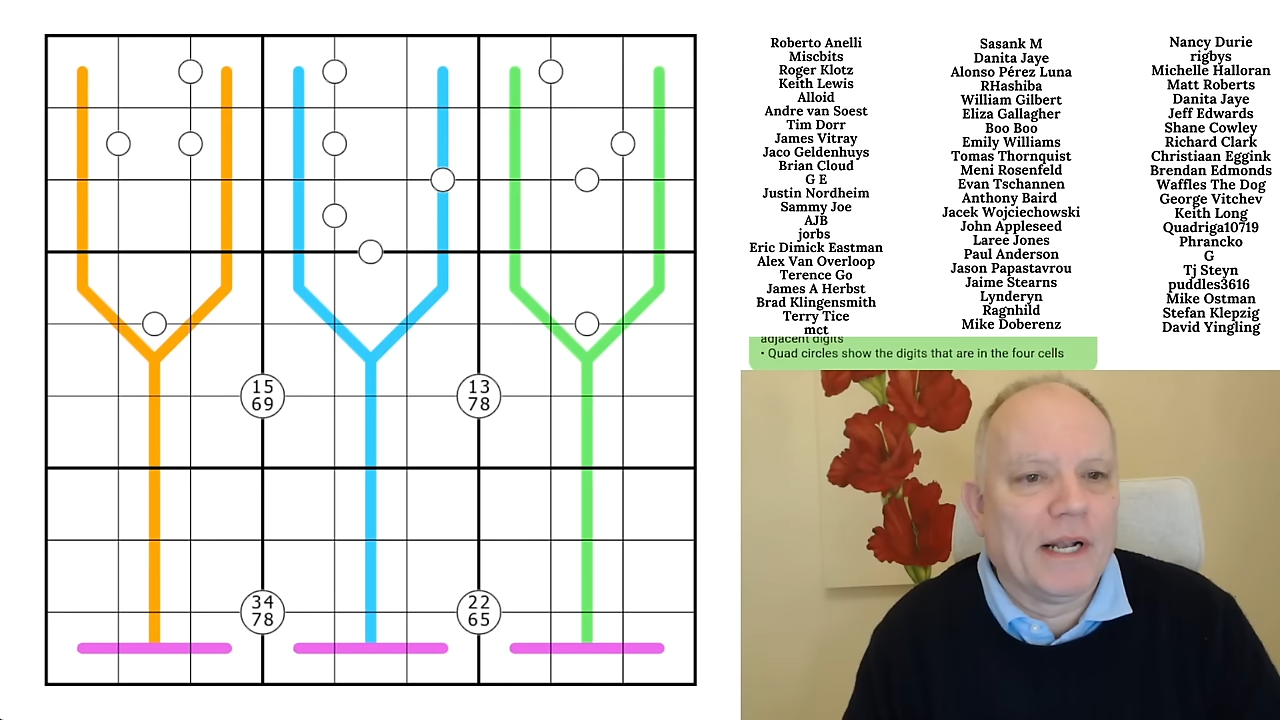 15
69
13
78
34
78
22
65
Roberto Anelli
Miscbits
Roger Klotz
Keith Lewis
Alloid
Andre van Soest
Tim Dorr
James Vitray
Jaco Geldenhuys
Brian Cloud
G E
Justin Nordheim
Sammy Joe
AJB
jorbs
Eric Dimick Eastman
Alex Van Overloop
Terence Go
James A Herbst
Brad Klingensmith
Terry Tice
mct
Sasank M
Danita Jaye
Alonso Pérez Luna
RHashiba
William Gilbert
Eliza Gallagher
Boo Boo
Emily Williams
Tomas Thornquist
Meni Rosenfeld
Evan Tschannen
Anthony Baird
Jacek Wojciechowski
John Appleseed
Laree Jones
Paul Anderson
Jason Papastavrou
Jaime Stearns
Lynderyn
Ragnhild
Mike Doberenz
Nancy Durie
rigbys
Michelle Halloran
Matt Roberts
Danita Jaye
Jeff Edwards
Shane Cowley
Richard Clark
Christiaan Eggink
Brendan Edmonds
Waffles The Dog
George Vitchev
Keith Long
Quadriga10719
Phrancko
G
Tj Steyn
puddles3616
Mike Ostman
Stefan Klepzig
David Yingling
adjacent digits
• Quad circles show the digits that are in the four cells